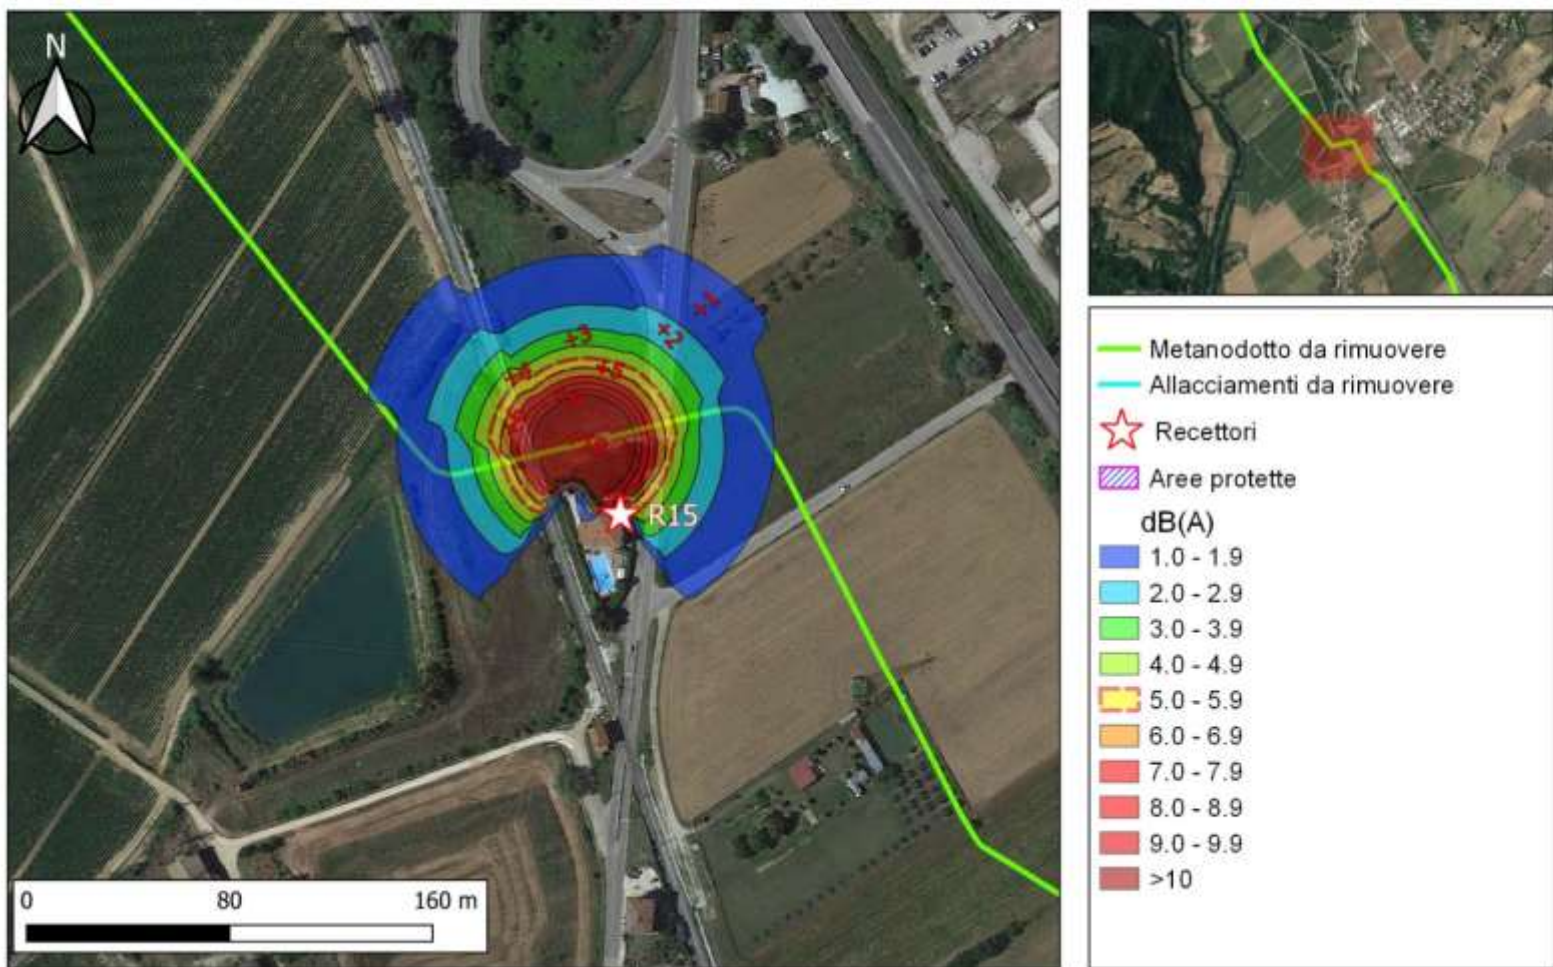 N
+1
+2
+3
+5
R15
0 80 160 m
Metanodotto da rimuovere
Allacciamenti da rimuovere
Recettori
Aree protette
dB(A)
1.0 - 1.9
2.0 - 2.9
3.0 - 3.9
4.0 - 4.9
5.0 - 5.9
6.0 - 6.9
7.0 - 7.9
8.0 - 8.9
9.0 - 9.9
>10